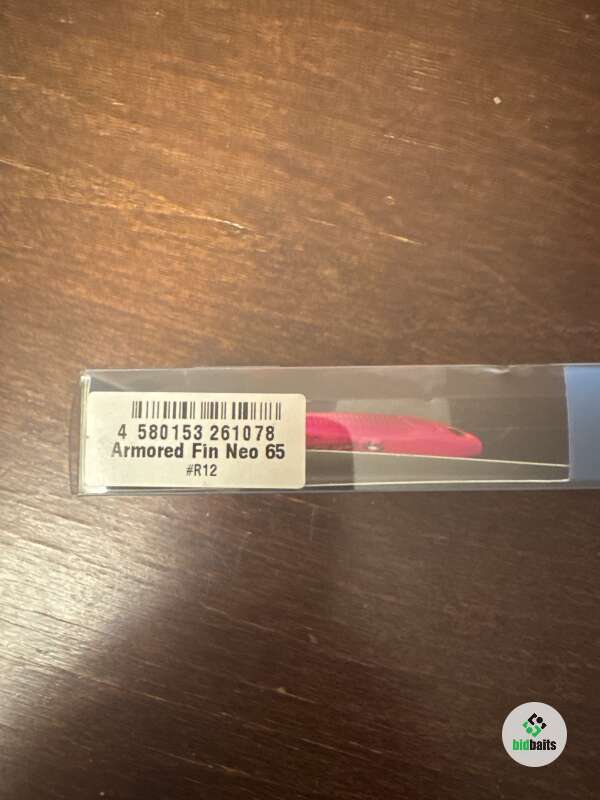 4 580153 261078
Armored Fin Neo 65
#R12
bidbaits